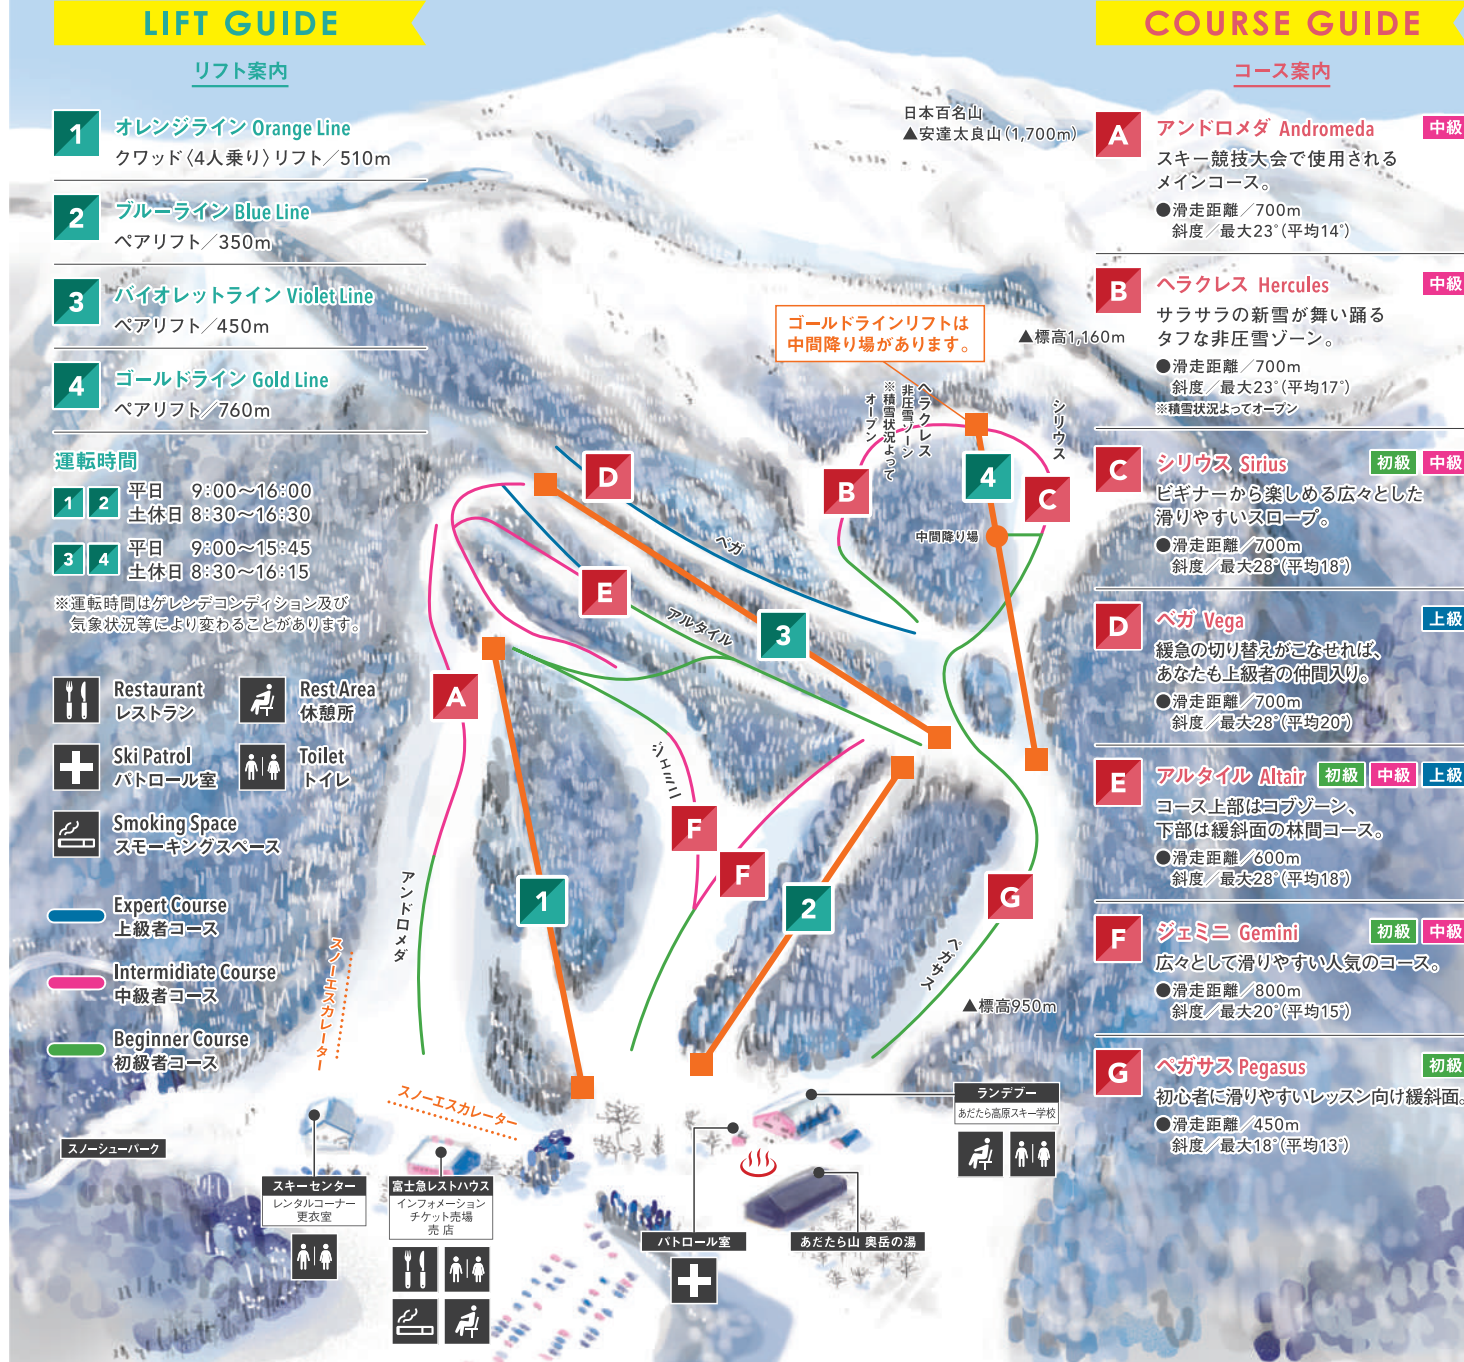 LIFT GUIDE
リフト案内
1
オレンジライン Orange Line
クワッド〈4人乗り〉リフト／510m
2
ブルーライン Blue Line
ペアリフト／350m
3
バイオレットライン Violet Line
ペアリフト／450m
4
ゴールドライン Gold Line
ペアリフト／760m
運転時間
1 2 平日 9:00〜16:00
土休日 8:30〜16:30
3 4 平日 9:00〜15:45
土休日 8:30〜16:15
※運転時間はゲレンデコンディション及び
気象状況等により変わることがあります。
Restaurant
レストラン
Rest Area
休憩所
Ski Patrol
パトロール室
Toilet
トイレ
Smoking Space
スモーキングスペース
Expert Course
上級者コース
Intermidiate Course
中級者コース
Beginner Course
初級者コース
日本百名山
▲安達太良山(1,700m)
ゴールドラインリフトは
中間降り場があります。
▲標高1,160m
ヘラクレス
非圧雪ゾーン
※積雪状況よって
オープン
シリウス
D
B
4
C
中間降り場
ベガ
E
アルタイル
3
A
ジェミニ
F
F
1
2
G
アンドロメダ
ペガサス
▲標高950m
スノーエスカレーター
スノーエスカレーター
スノーシューパーク
スキーセンター
レンタルコーナー
更衣室
富士急レストハウス
インフォメーション
チケット売場
売店
パトロール室
あだたら山 奥岳の湯
ランデブー
あだたら高原スキー学校
COURSE GUIDE
コース案内
A
アンドロメダ Andromeda 中級
スキー競技大会で使用される
メインコース。
●滑走距離／700m
斜度／最大23°(平均14°)
B
ヘラクレス Hercules 中級
サラサラの新雪が舞い踊る
タフな非圧雪ゾーン。
●滑走距離／700m
斜度／最大23°(平均17°)
※積雪状況よってオープン
C
シリウス Sirius 初級 中級
ビギナーから楽しめる広々とした
滑りやすいスロープ。
●滑走距離／700m
斜度／最大28°(平均18°)
D
ベガ Vega 上級
緩急の切り替えがこなせれば、
あなたも上級者の仲間入り。
●滑走距離／700m
斜度／最大28°(平均20°)
E
アルタイル Altair 初級 中級 上級
コース上部はコブゾーン、
下部は緩斜面の林間コース。
●滑走距離／600m
斜度／最大28°(平均18°)
F
ジェミニ Gemini 初級 中級
広々として滑りやすい人気のコース。
●滑走距離／800m
斜度／最大20°(平均15°)
G
ペガサス Pegasus 初級
初心者に滑りやすいレッスン向け緩斜面。
●滑走距離／450m
斜度／最大18°(平均13°)